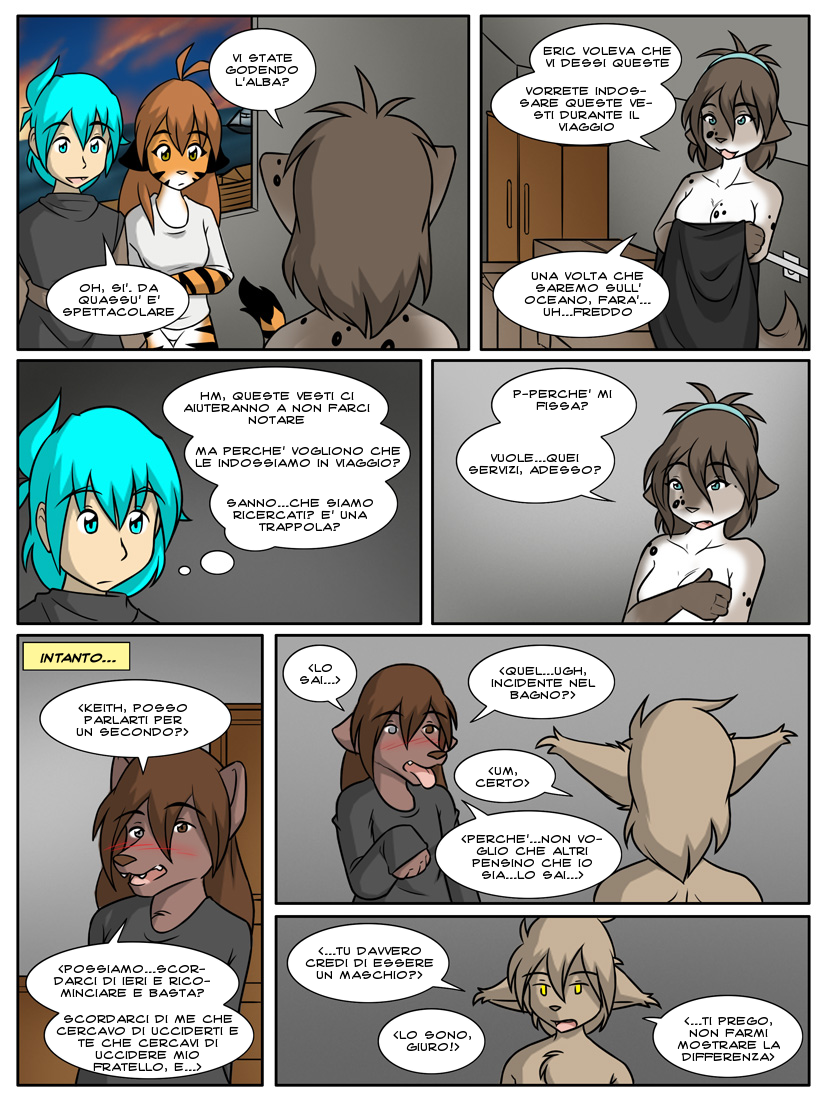 VI STATE
GODENDO
L'ALBA?
OH, SI'. DA
QUASSU' E'
SPETTACOLARE
ERIC VOLEVA CHE
VI DESSI QUESTE
VORRETE INDOS-
SARE QUESTE VE-
STI DURANTE IL
VIAGGIO
UNA VOLTA CHE
SAREMO SULL'
OCEANO, FARA'...
UH...FREDDO
HM, QUESTE VESTI CI
AIUTERANNO A NON FARCI
NOTARE
MA PERCHE' VOGLIONO CHE
LE INDOSSIAMO IN VIAGGIO?
SANNO...CHE SIAMO
RICERCATI? E' UNA
TRAPPOLA?
P-PERCHE' MI
FISSA?
VUOLE...QUEI
SERVIZI, ADESSO?
INTANTO...
<KEITH, POSSO
PARLARTI PER
UN SECONDO?>
<POSSIAMO...SCOR-
DARCI DI IERI E RICO-
MINCIARE E BASTA?
SCORDARCI DI ME CHE
CERCAVO DI UCCIDERTI E
TE CHE CERCAVI DI
UCCIDERE MIO
FRATELLO, E...>
<LO
SAI...>
<QUEL...UGH,
INCIDENTE NEL
BAGNO?>
<UM,
CERTO>
<PERCHE'...NON VO-
GLIO CHE ALTRI
PENSINO CHE IO
SIA...LO SAI...>
<...TU DAVVERO
CREDI DI ESSERE
UN MASCHIO?>
<LO SONO,
GIURO!>
<...TI PREGO,
NON FARMI
MOSTRARE LA
DIFFERENZA>